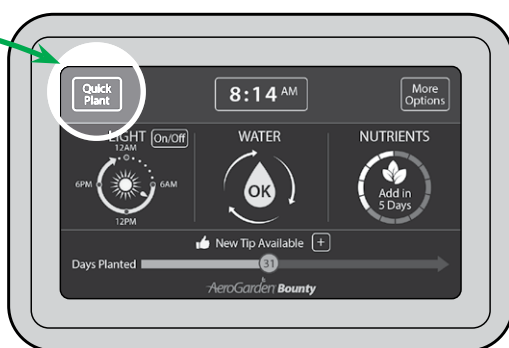 Quick
Plant
8:14 AM
More
Options
LIGHT On/Off
12AM
6PM
6AM
12PM
WATER
OK
NUTRIENTS
Add in
5 Days
New Tip Available +
Days Planted
31
AeroGarden Bounty